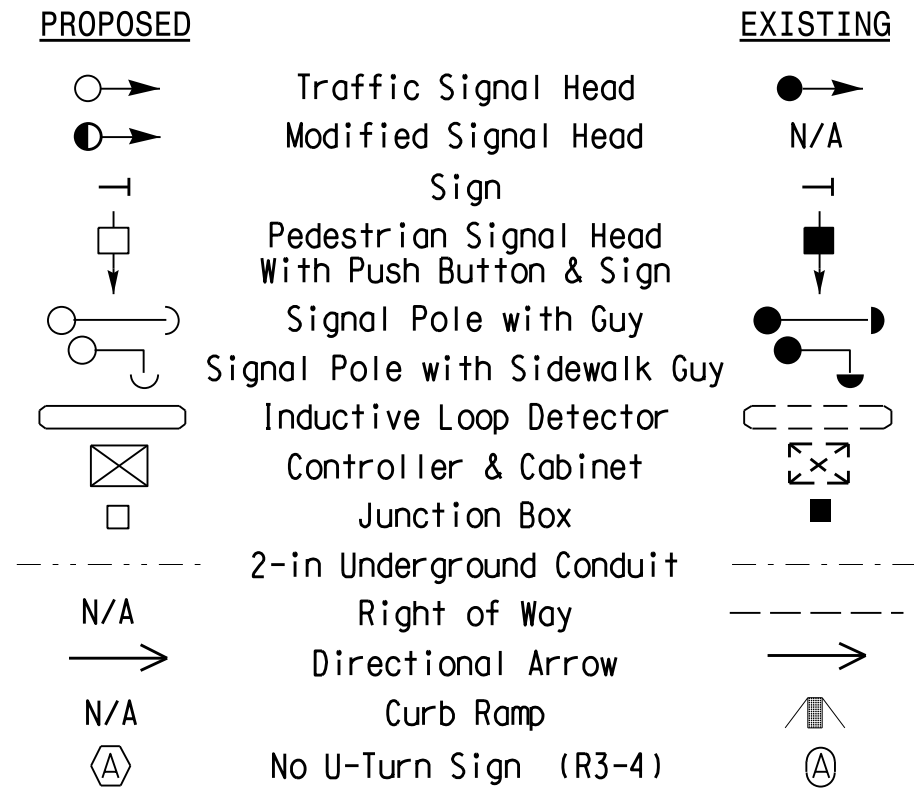 PROPOSED EXISTING
Traffic Signal Head
Modified Signal Head N/A
Sign
Pedestrian Signal Head
With Push Button & Sign
Signal Pole with Guy
Signal Pole with Sidewalk Guy
Inductive Loop Detector
Controller & Cabinet
Junction Box
2-in Underground Conduit
N/A Right of Way
Directional Arrow
N/A Curb Ramp
A No U-Turn Sign (R3-4) A